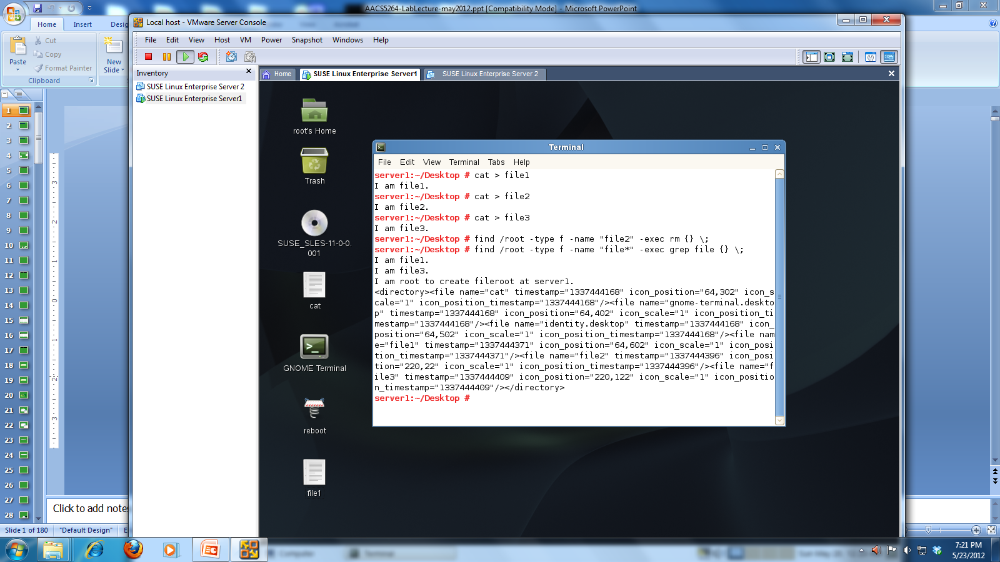 AACS5264-LabLecture-may2012.ppt [Compatibility Mode] - Microsoft PowerPoint
Home
Insert
Desig
Cut
Copy
Format Painter
Paste
New
Slide
Clipboard
Local host - VMware Server Console
File Edit View Host VM Power Snapshot Windows Help
Inventory
SUSE Linux Enterprise Server 2
SUSE Linux Enterprise Server1
Home
SUSE Linux Enterprise Server1
SUSE Linux Enterprise Server 2
root's Home
Trash
SUSE_SLES-11-0-0.
001
cat
GNOME Terminal
reboot
file1
Terminal
File Edit View Terminal Tabs Help
server1:~/Desktop # cat > file1
I am file1.
server1:~/Desktop # cat > file2
I am file2.
server1:~/Desktop # cat > file3
I am file3.
server1:~/Desktop # find /root -type f -name "file2" -exec rm {} \;
server1:~/Desktop # find /root -type f -name "file*" -exec grep file {} \;
I am file1.
I am file3.
I am root to create fileroot at server1.
<directory><file name="cat" timestamp="1337444168" icon_position="64,302" icon_s
cale="1" icon_position_timestamp="1337444168"/><file name="gnome-terminal.deskto
p" timestamp="1337444168" icon_position="64,402" icon_scale="1" icon_position_ti
mestamp="1337444168"/><file name="identity.desktop" timestamp="1337444168" icon_
position="64,502" icon_scale="1" icon_position_timestamp="1337444168"/><file nam
e="file1" timestamp="1337444371" icon_position="64,602" icon_scale="1" icon_posi
tion_timestamp="1337444371"/><file name="file2" timestamp="1337444396" icon_posi
tion="220,22" icon_scale="1" icon_position_timestamp="1337444396"/><file name="f
ile3" timestamp="1337444409" icon_position="220,122" icon_scale="1" icon_positio
n_timestamp="1337444409"/></directory>
server1:~/Desktop #
1
2
3
4
5
6
7
8
9
10
11
12
13
14
15
16
17
18
19
20
21
22
23
24
25
26
27
28
3
2
1
0
1
2
3
Click to add notes
Slide 1 of 180
"Default Design"
E
Computer
Terminal
7:21 PM
5/23/2012